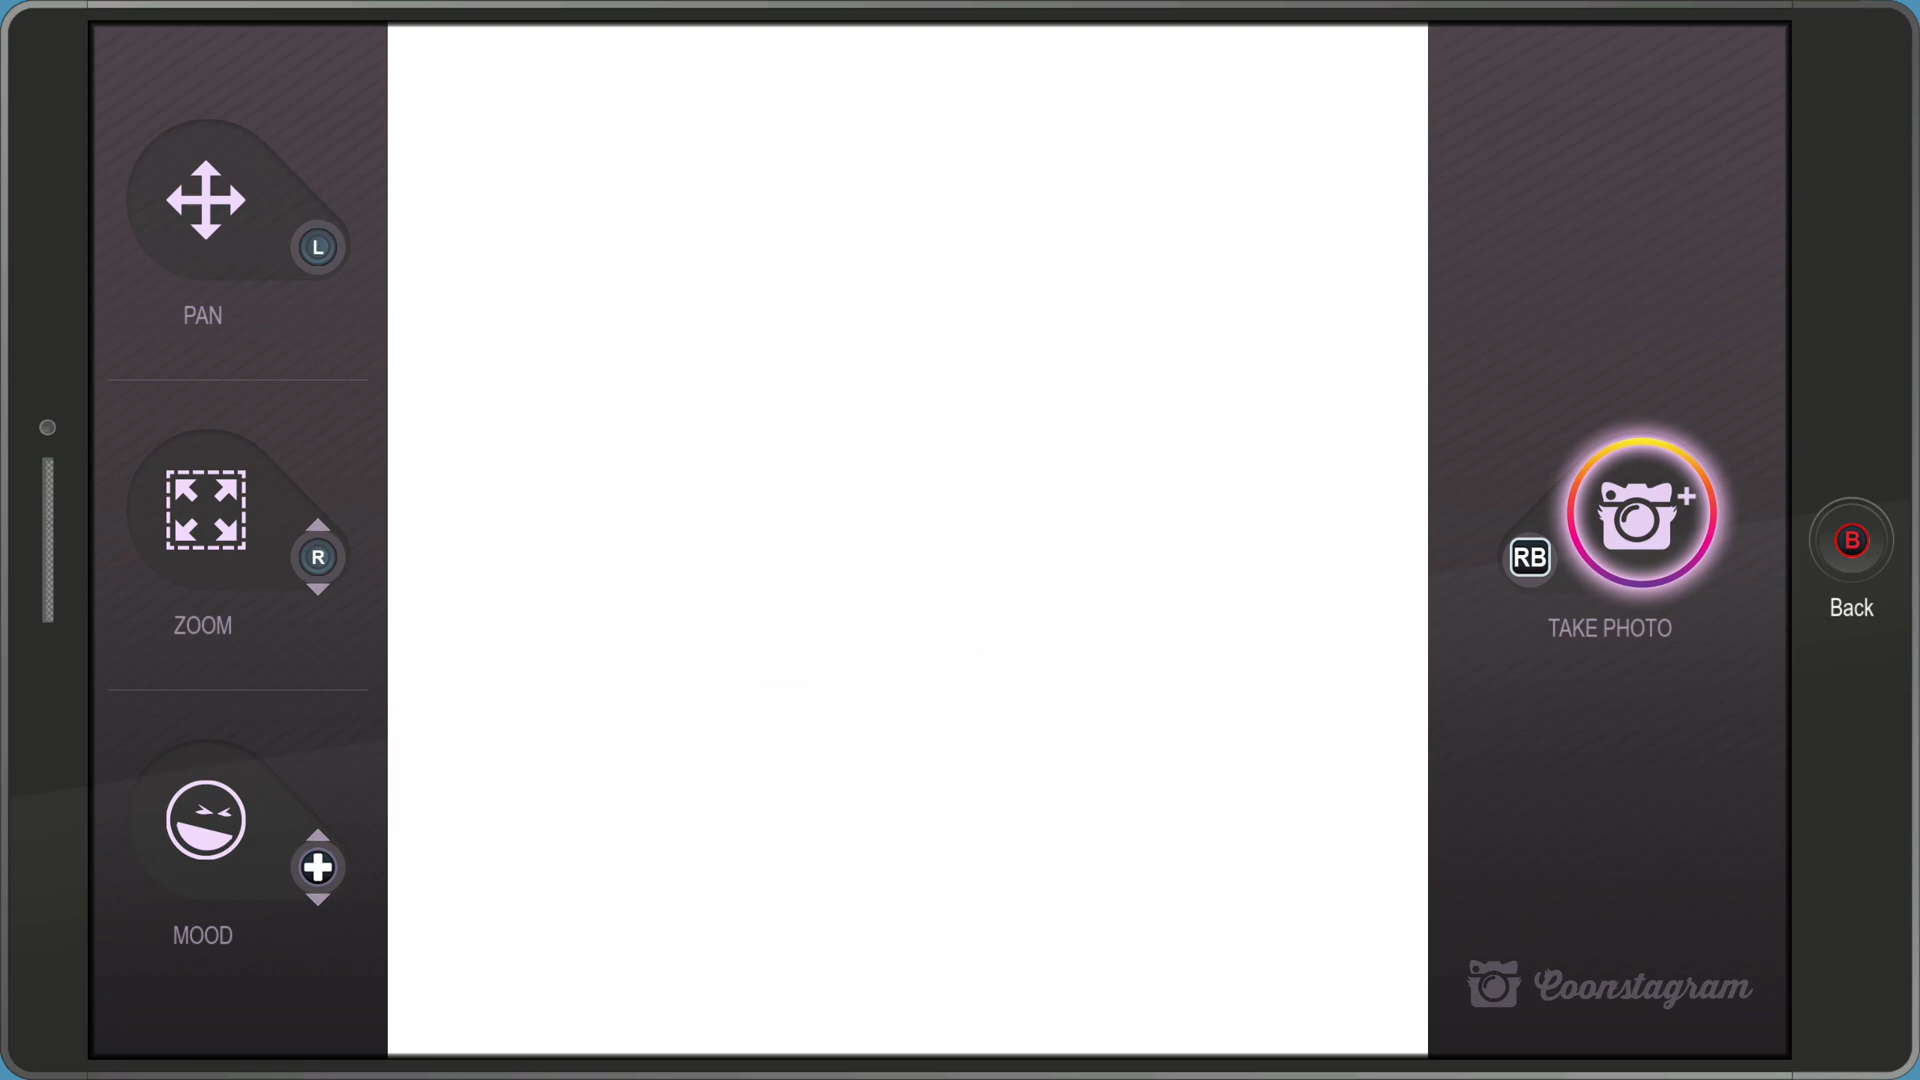 L
PAN
R
ZOOM
MOOD
RB
TAKE PHOTO
B
Back
Coonstagram